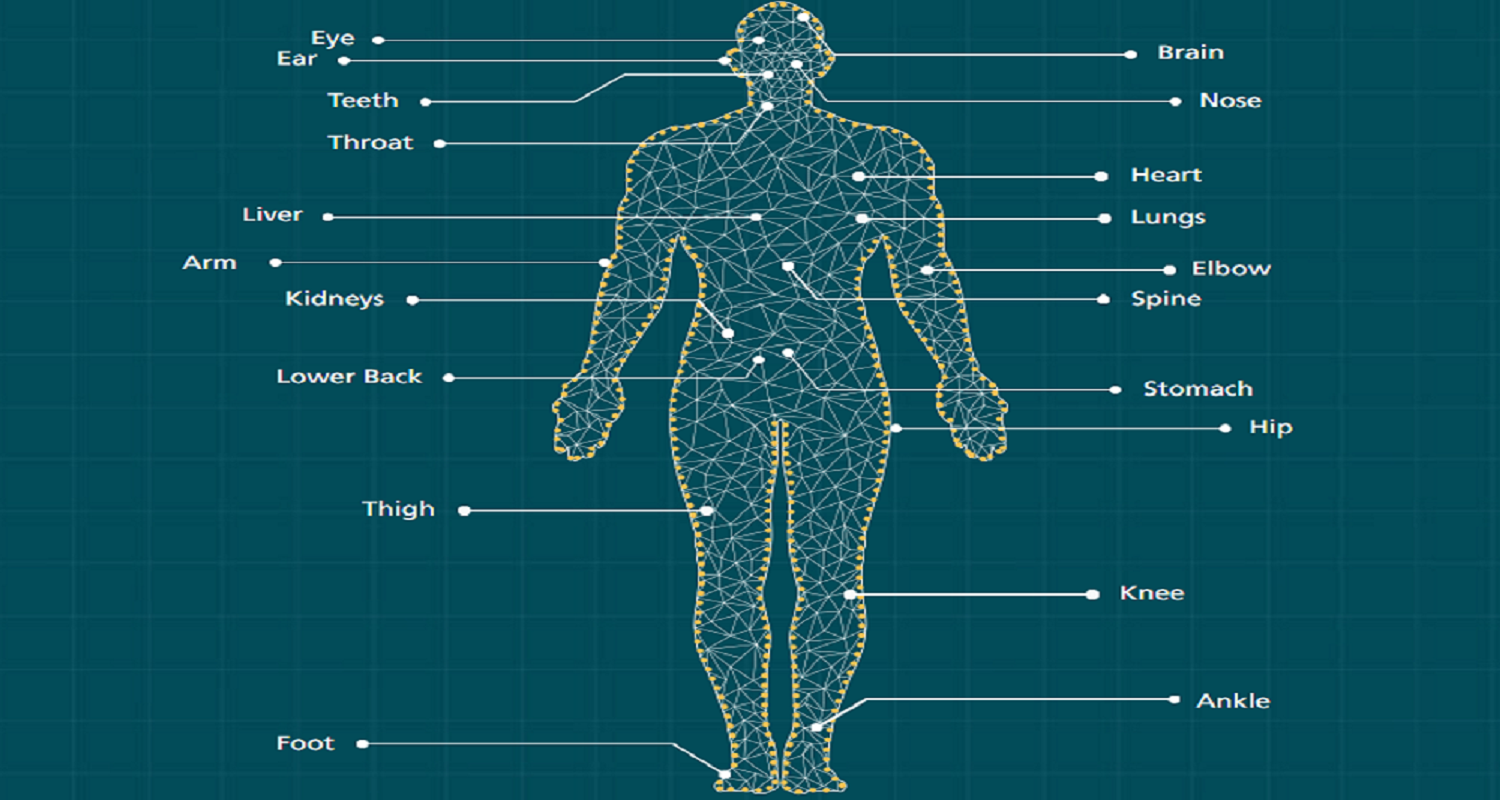 Eye
Ear
Teeth
Throat
Liver
Arm
Kidneys
Lower Back
Thigh
Foot
Brain
Nose
Heart
Lungs
Elbow
Spine
Stomach
Hip
Knee
Ankle